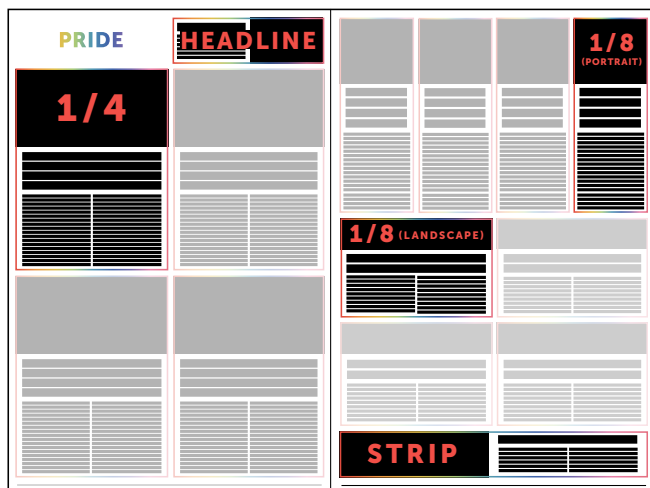 PRIDE
HEADLINE
1/4
1/8
(PORTRAIT)
1/8 (LANDSCAPE)
STRIP